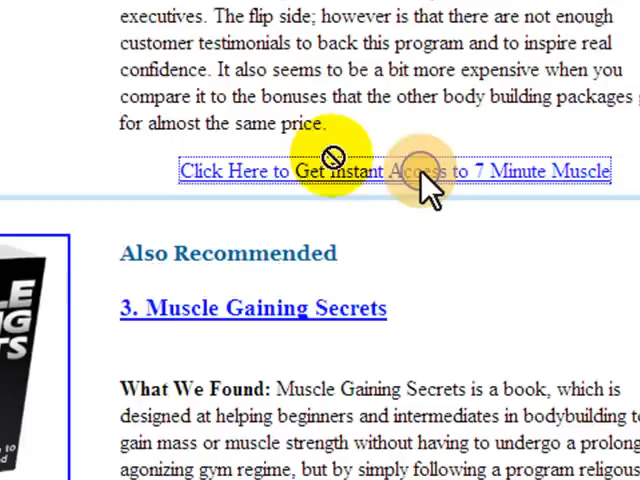 executives. The flip side; however is that there are not enough
customer testimonials to back this program and to inspire real
confidence. It also seems to be a bit more expensive when you
compare it to the bonuses that the other body building packages
for almost the same price.
Click Here to Get Instant Access to 7 Minute Muscle
Also Recommended
3. Muscle Gaining Secrets
What We Found: Muscle Gaining Secrets is a book, which is
designed at helping beginners and intermediates in bodybuilding to
gain mass or muscle strength without having to undergo a prolong
agonizing gym regime, but by simply following a program religous